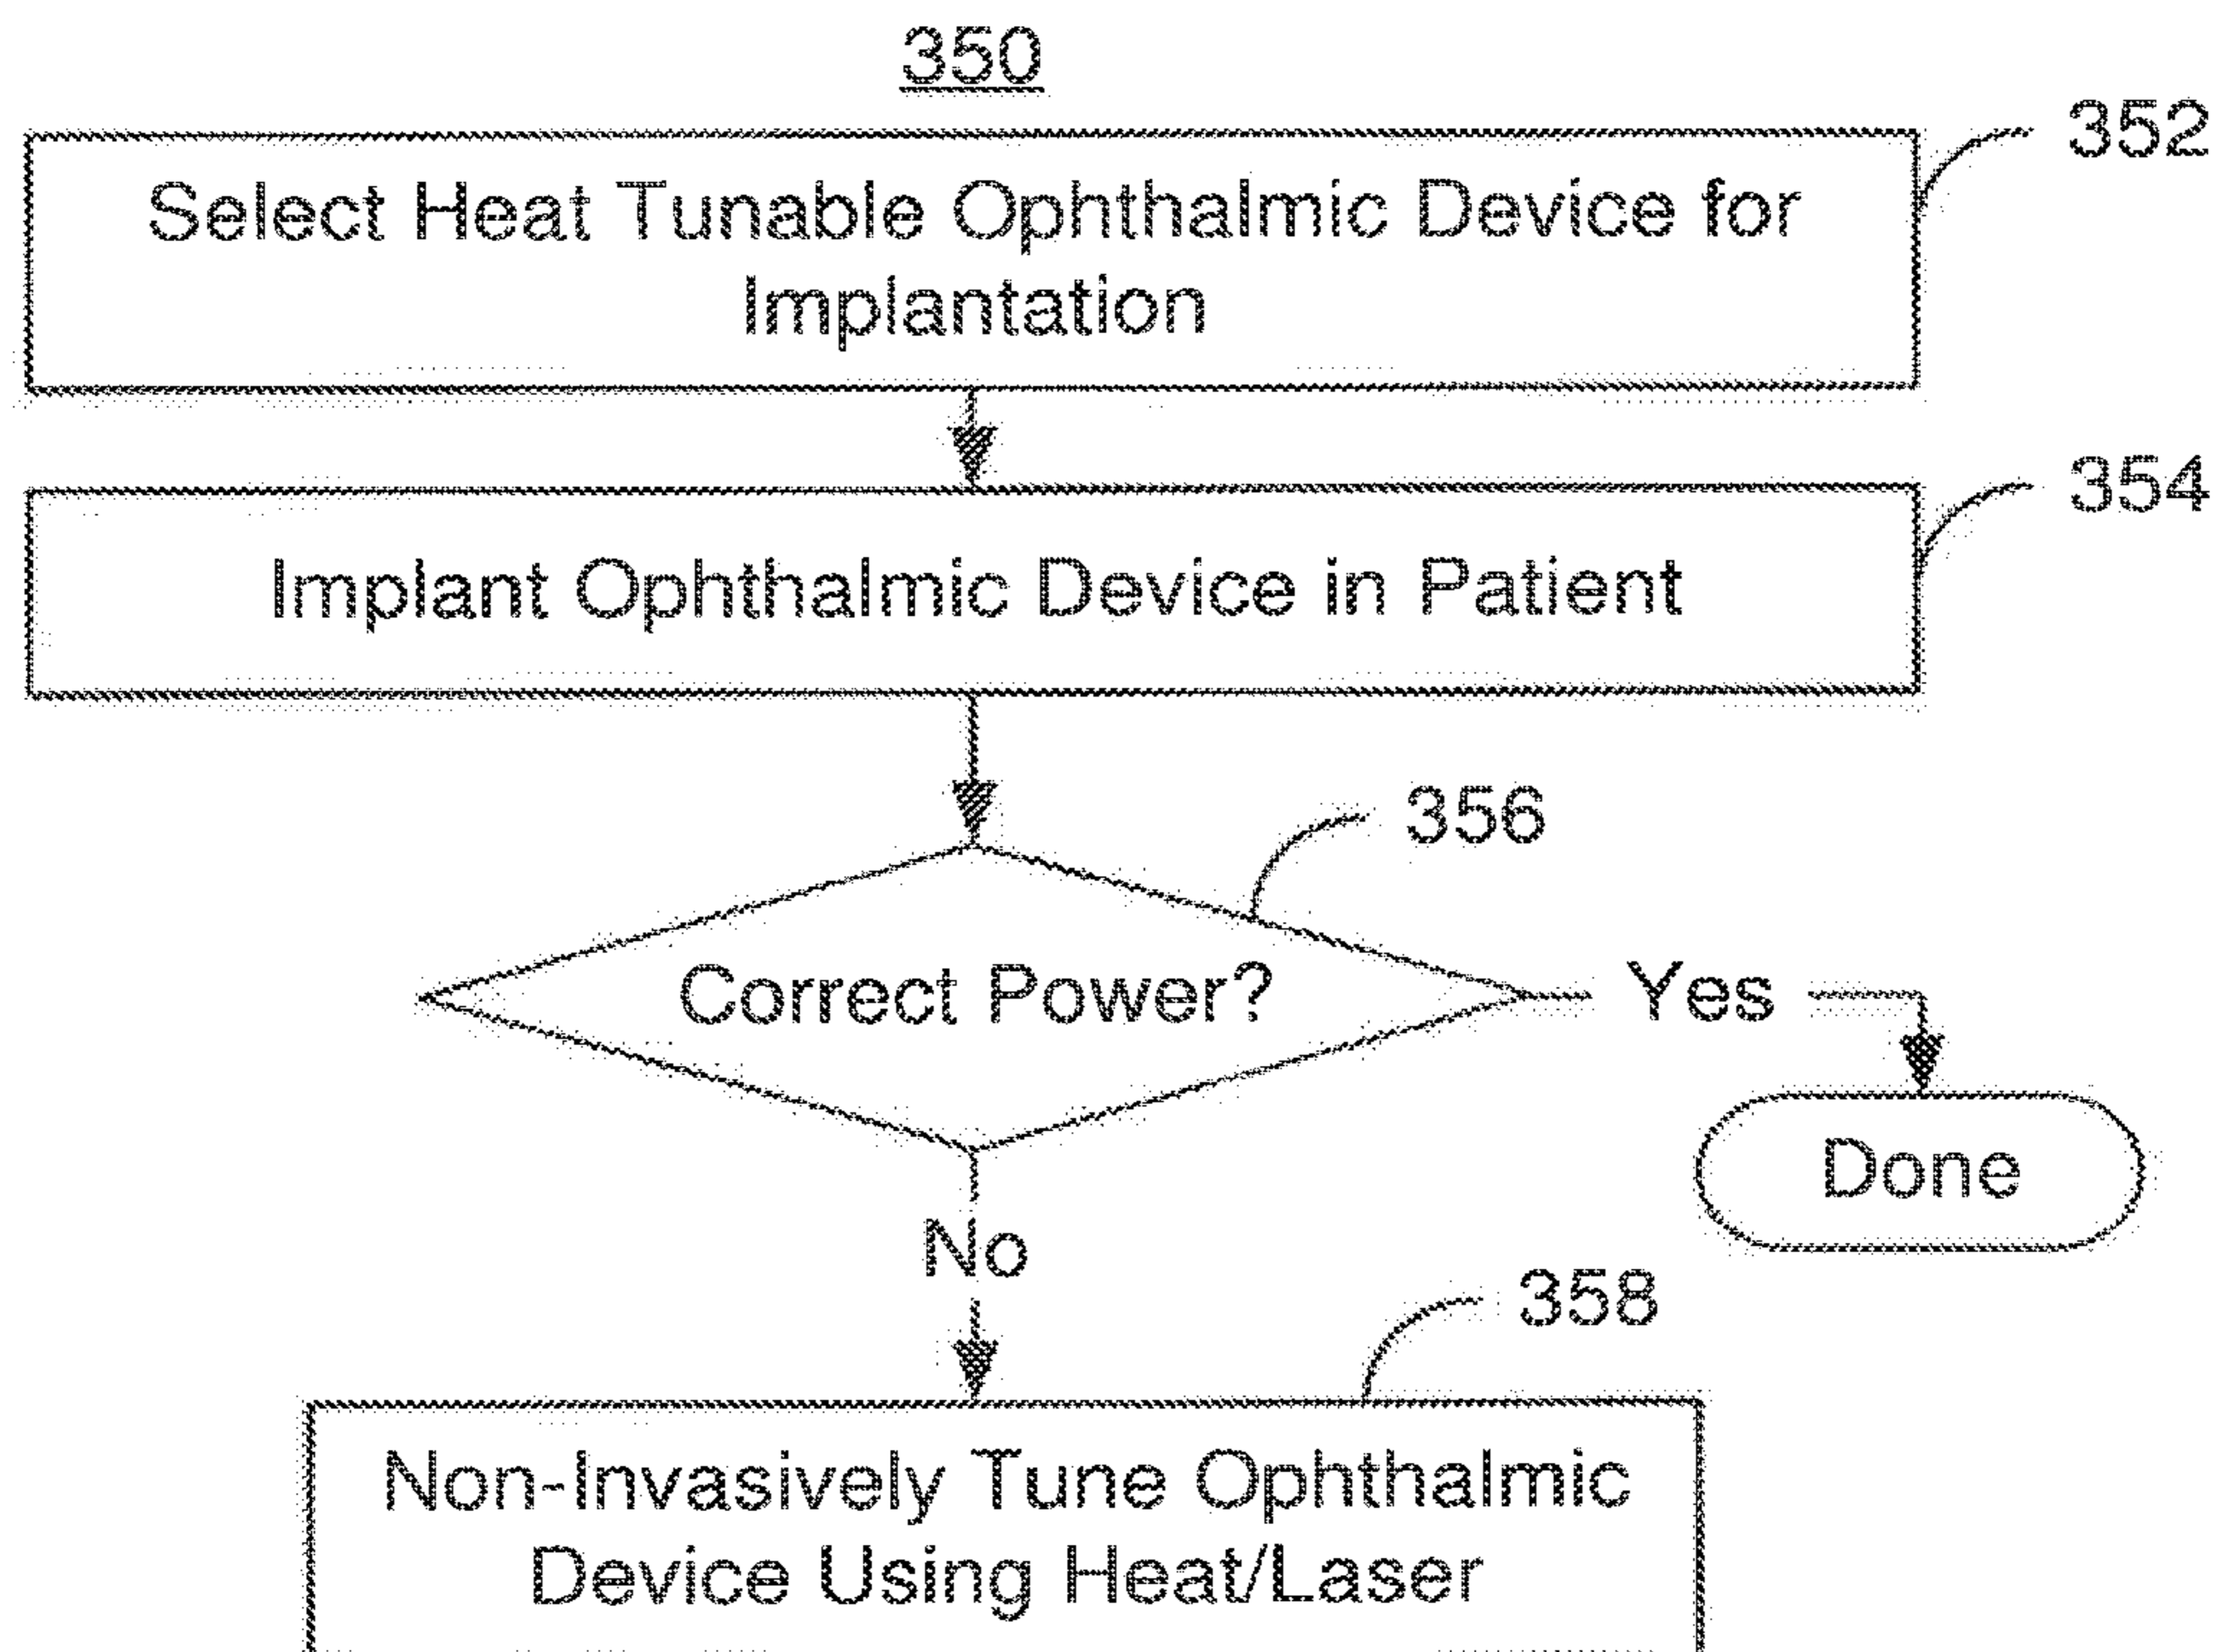 350
352
Select Heat Tunable Ophthalmic Device for
Implantation
354
Implant Ophthalmic Device in Patient
356
Correct Power?
Yes
Done
No
358
Non-Invasively Tune Ophthalmic
Device Using Heat/Laser